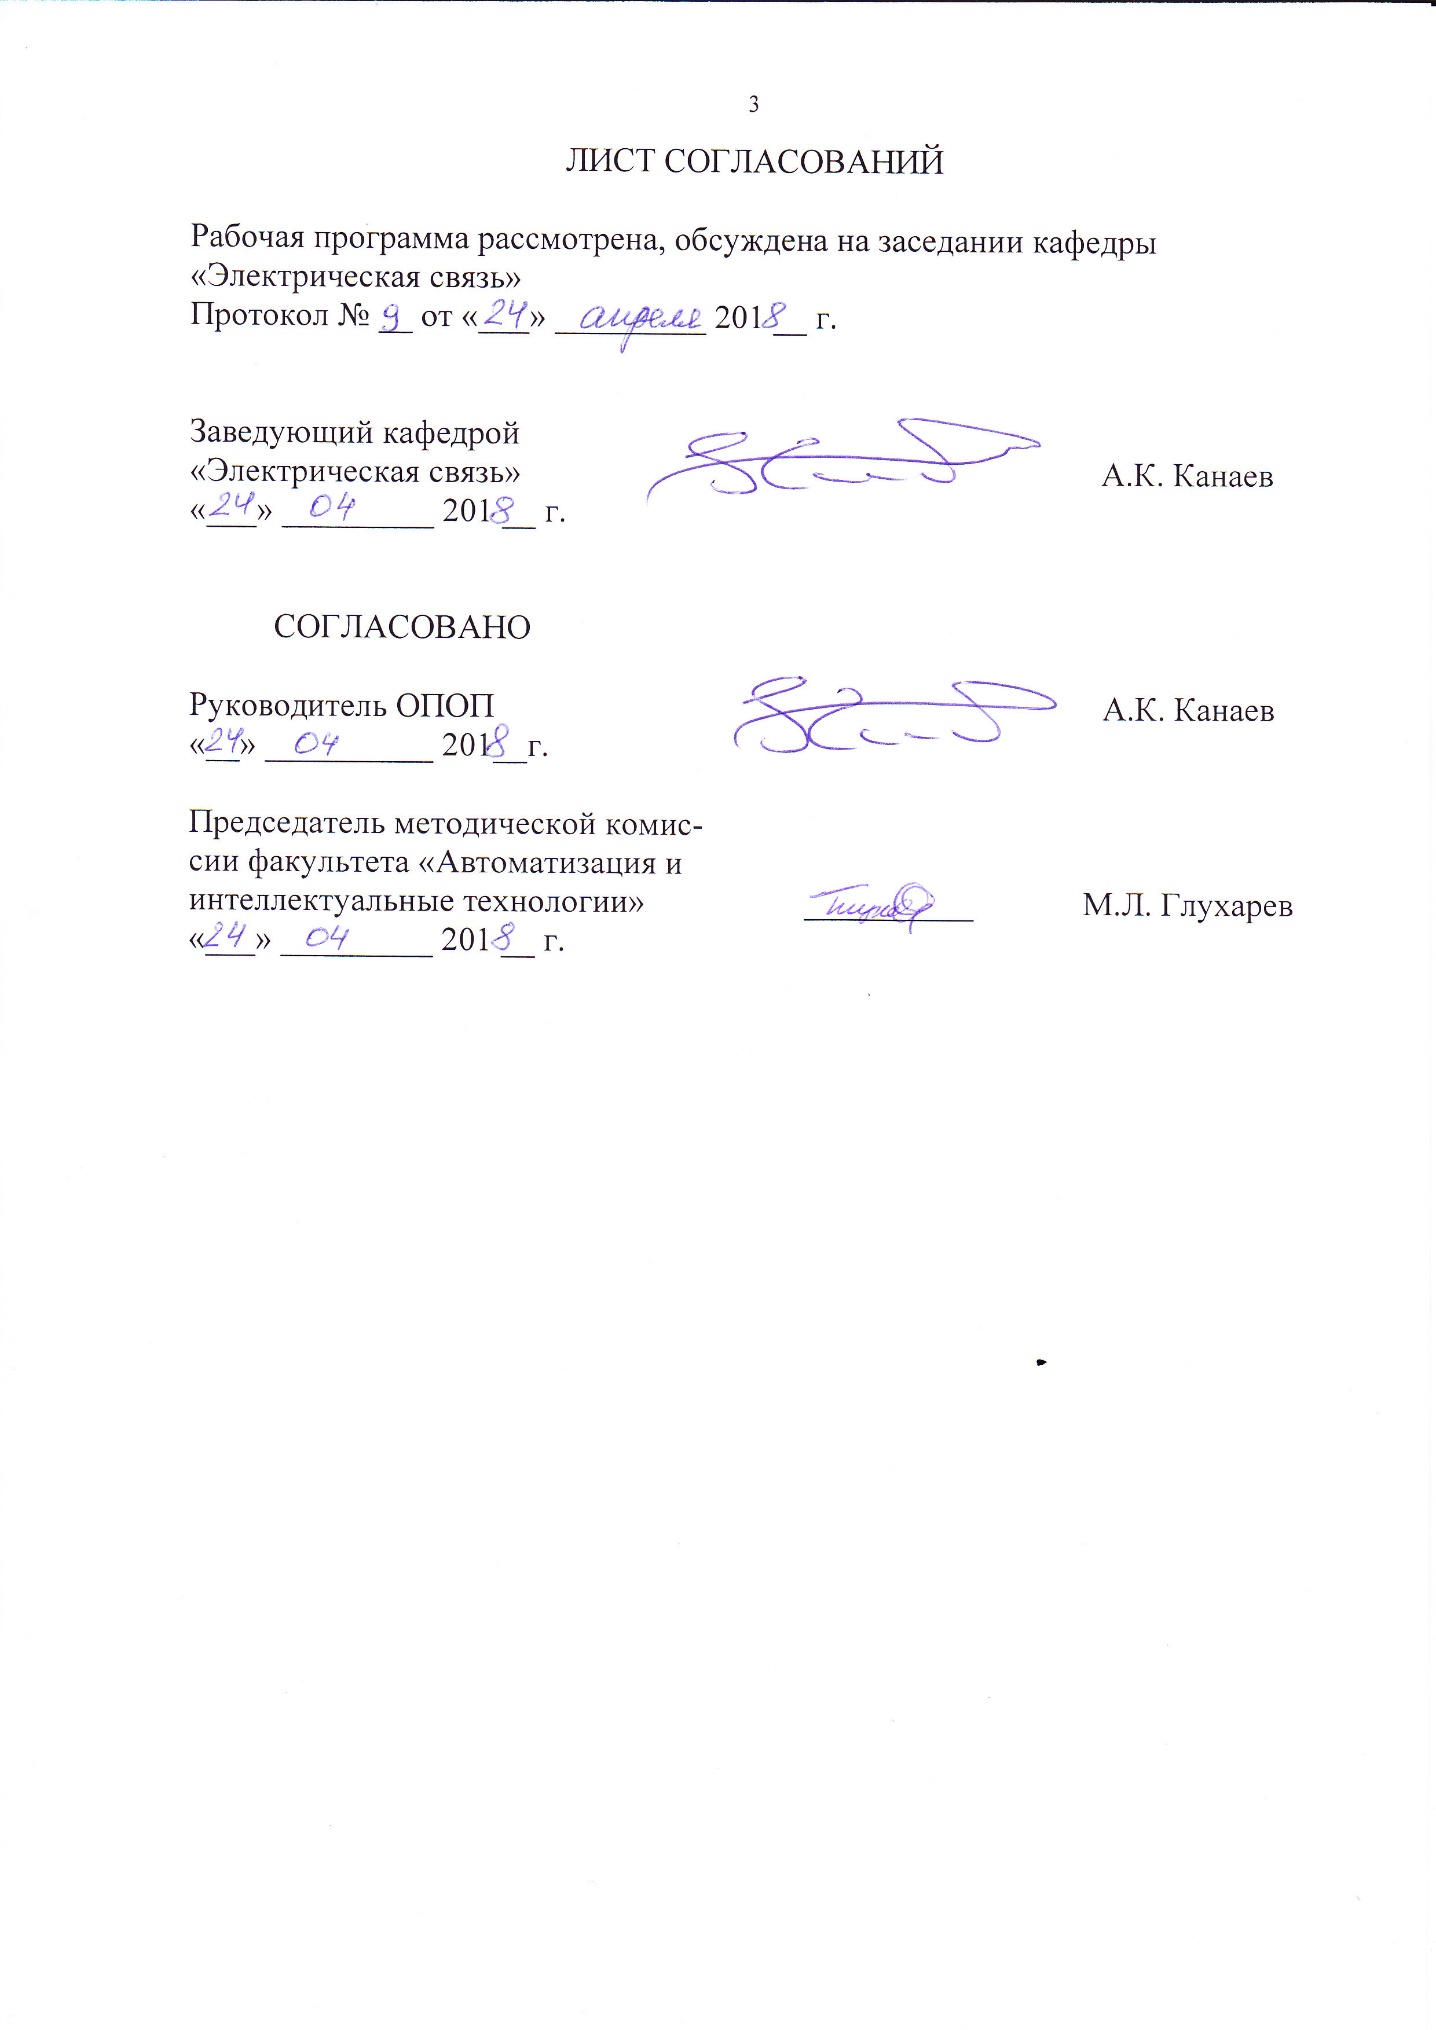 3
ЛИСТ СОГЛАСОВАНИЙ
Рабочая программа рассмотрена, обсуждена на заседании кафедры
«Электрическая связь»
Протокол № 9 от «24» апреля 2018 г.
Заведующий кафедрой
«Электрическая связь» А.К. Канаев
«24» 04 2018 г.
СОГЛАСОВАНО
Руководитель ОПОП А.К. Канаев
«24» 04 2018 г.
Председатель методической комис-
сии факультета «Автоматизация и
интеллектуальные технологии» М.Л. Глухарев
«24» 04 2018 г.